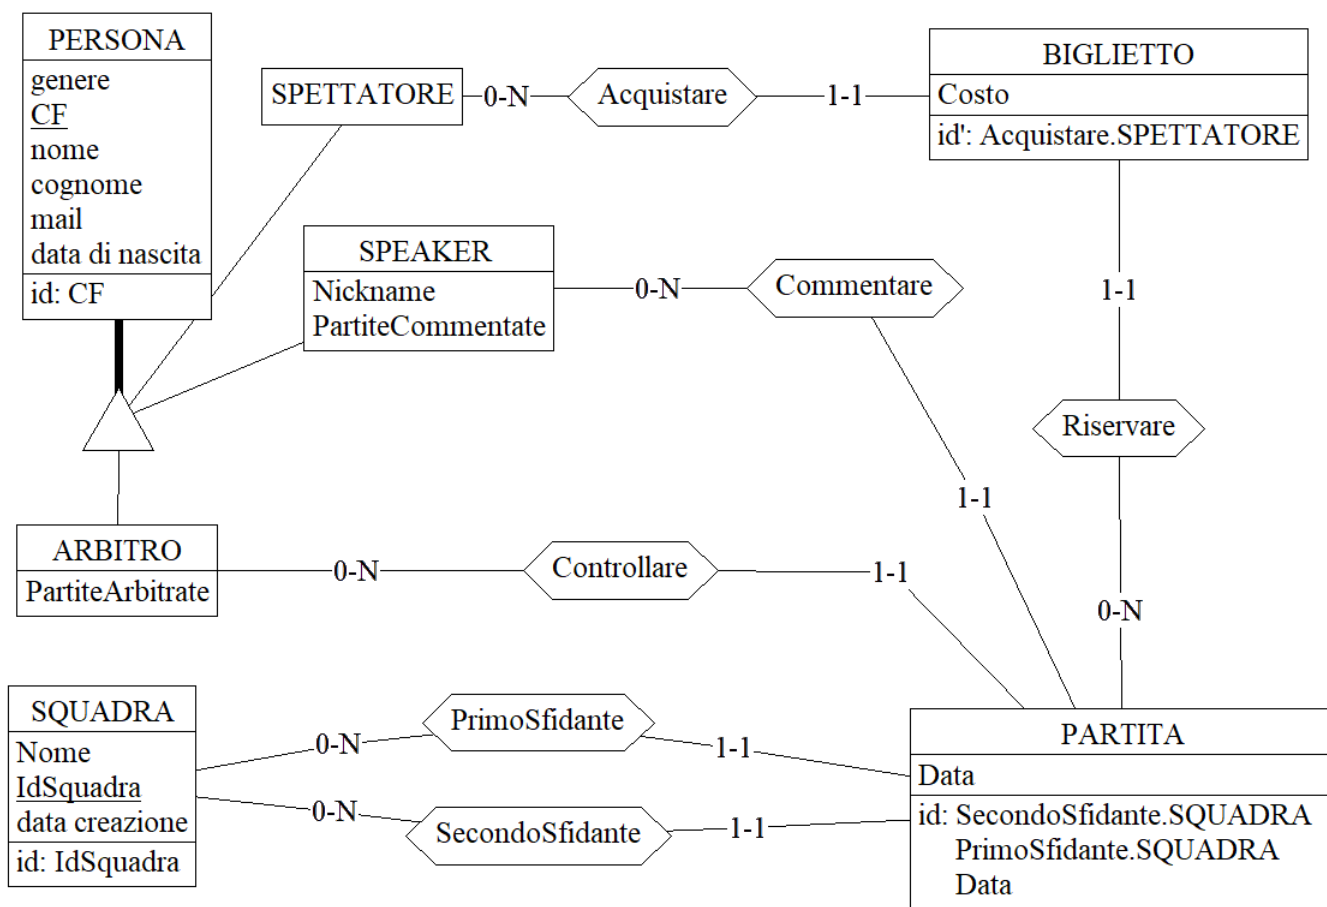 PERSONA
genere
CF
nome
cognome
mail
data di nascita
id: CF
SPETTATORE
0-N
Acquistare
1-1
BIGLIETTO
Costo
id': Acquistare.SPETTATORE
SPEAKER
Nickname
PartiteCommentate
0-N
Commentare
1-1
1-1
Riservare
0-N
ARBITRO
PartiteArbitrate
0-N
Controllare
1-1
SQUADRA
Nome
IdSquadra
data creazione
id: IdSquadra
0-N
PrimoSfidante
1-1
0-N
SecondoSfidante
1-1
PARTITA
Data
id: SecondoSfidante.SQUADRA
PrimoSfidante.SQUADRA
Data